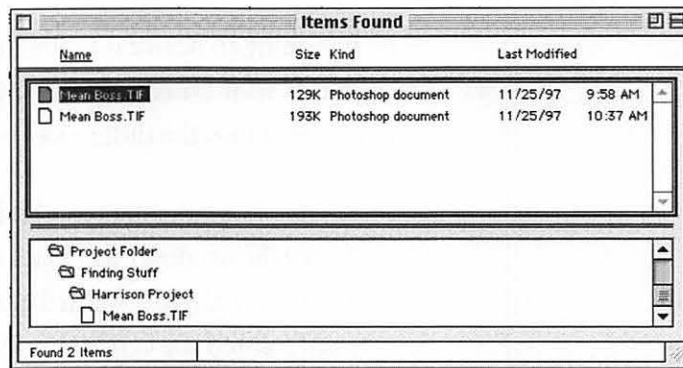 Items Found
Name Size Kind Last Modified
Mean Boss.TIF 129K Photoshop document 11/25/97 9:58 AM
Mean Boss.TIF 193K Photoshop document 11/25/97 10:37 AM
Project Folder
Finding Stuff
Harrison Project
Mean Boss.TIF
Found 2 Items